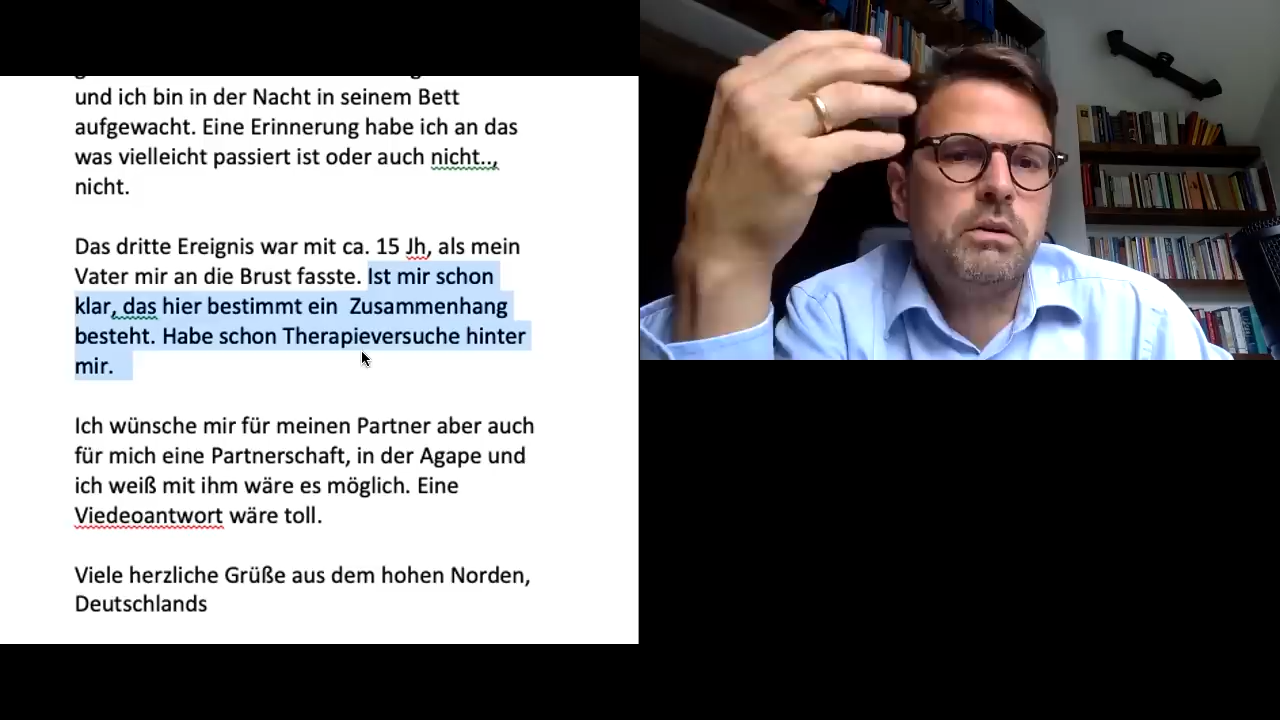 und ich bin in der Nacht in seinem Bett
aufgewacht. Eine Erinnerung habe ich an das
was vielleicht passiert ist oder auch nicht..,
nicht.
Das dritte Ereignis war mit ca. 15 Jh, als mein
Vater mir an die Brust fasste. Ist mir schon
klar, das hier bestimmt ein  Zusammenhang
besteht. Habe schon Therapieversuche hinter
mir.
Ich wünsche mir für meinen Partner aber auch
für mich eine Partnerschaft, in der Agape und
ich weiß mit ihm wäre es möglich. Eine
Viedeoantwort wäre toll.
Viele herzliche Grüße aus dem hohen Norden,
Deutschlands